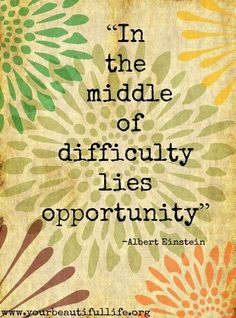 “In
the
middle
of
difficulty
lies
opportunity”
-Albert Einstein
www.yourbeautifullife.org